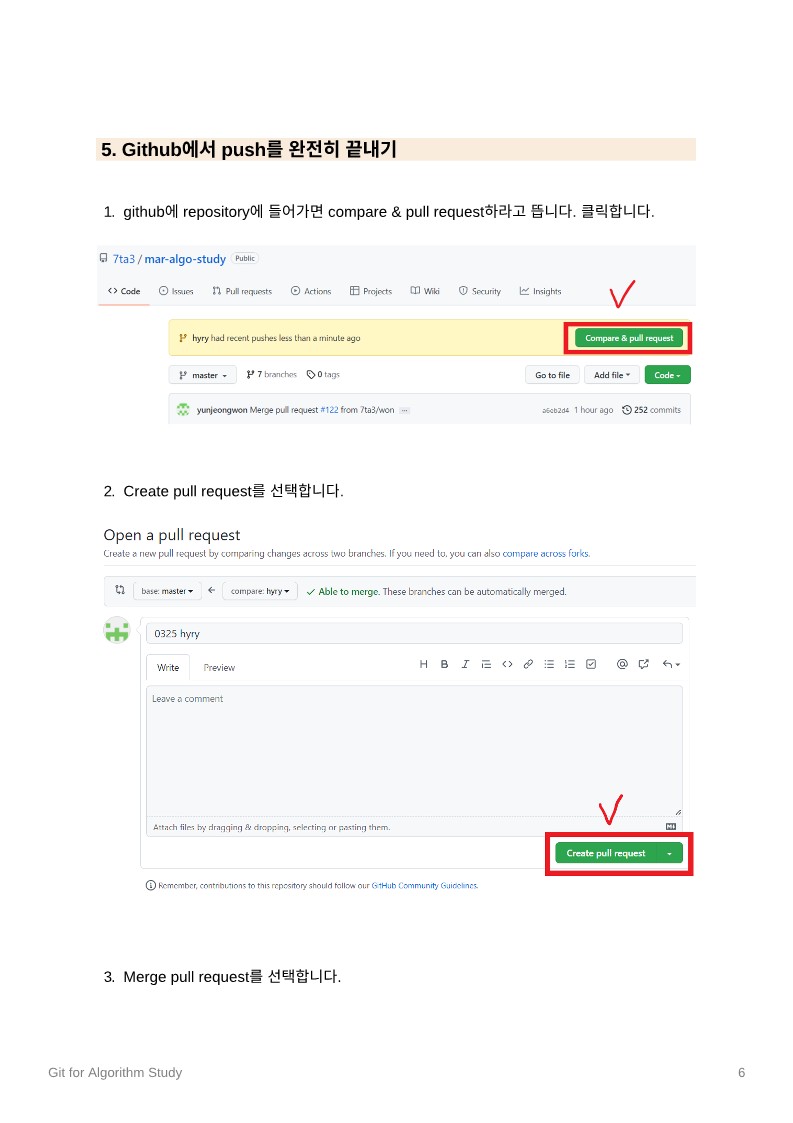 5. Github에서 push를 완전히 끝내기
1. github에 repository에 들어가면 compare & pull request하라고 뜹니다. 클릭합니다.
7ta3 / mar-algo-study Public
Code Issues Pull requests Actions Projects Wiki Security Insights
hyry had recent pushes less than a minute ago Compare & pull request
master 7 branches 0 tags Go to file Add file Code
yunjeongwon Merge pull request #122 from 7ta3/won ... a6eb2d4 1 hour ago 252 commits
2. Create pull request를 선택합니다.
Open a pull request
Create a new pull request by comparing changes across two branches. If you need to, you can also compare across forks.
base: master ← compare: hyry ✓ Able to merge. These branches can be automatically merged.
0325 hyry
Write Preview H B I
Leave a comment
Attach files by dragging & dropping, selecting or pasting them.
Create pull request
Remember, contributions to this repository should follow our GitHub Community Guidelines.
3. Merge pull request를 선택합니다.
Git for Algorithm Study 6